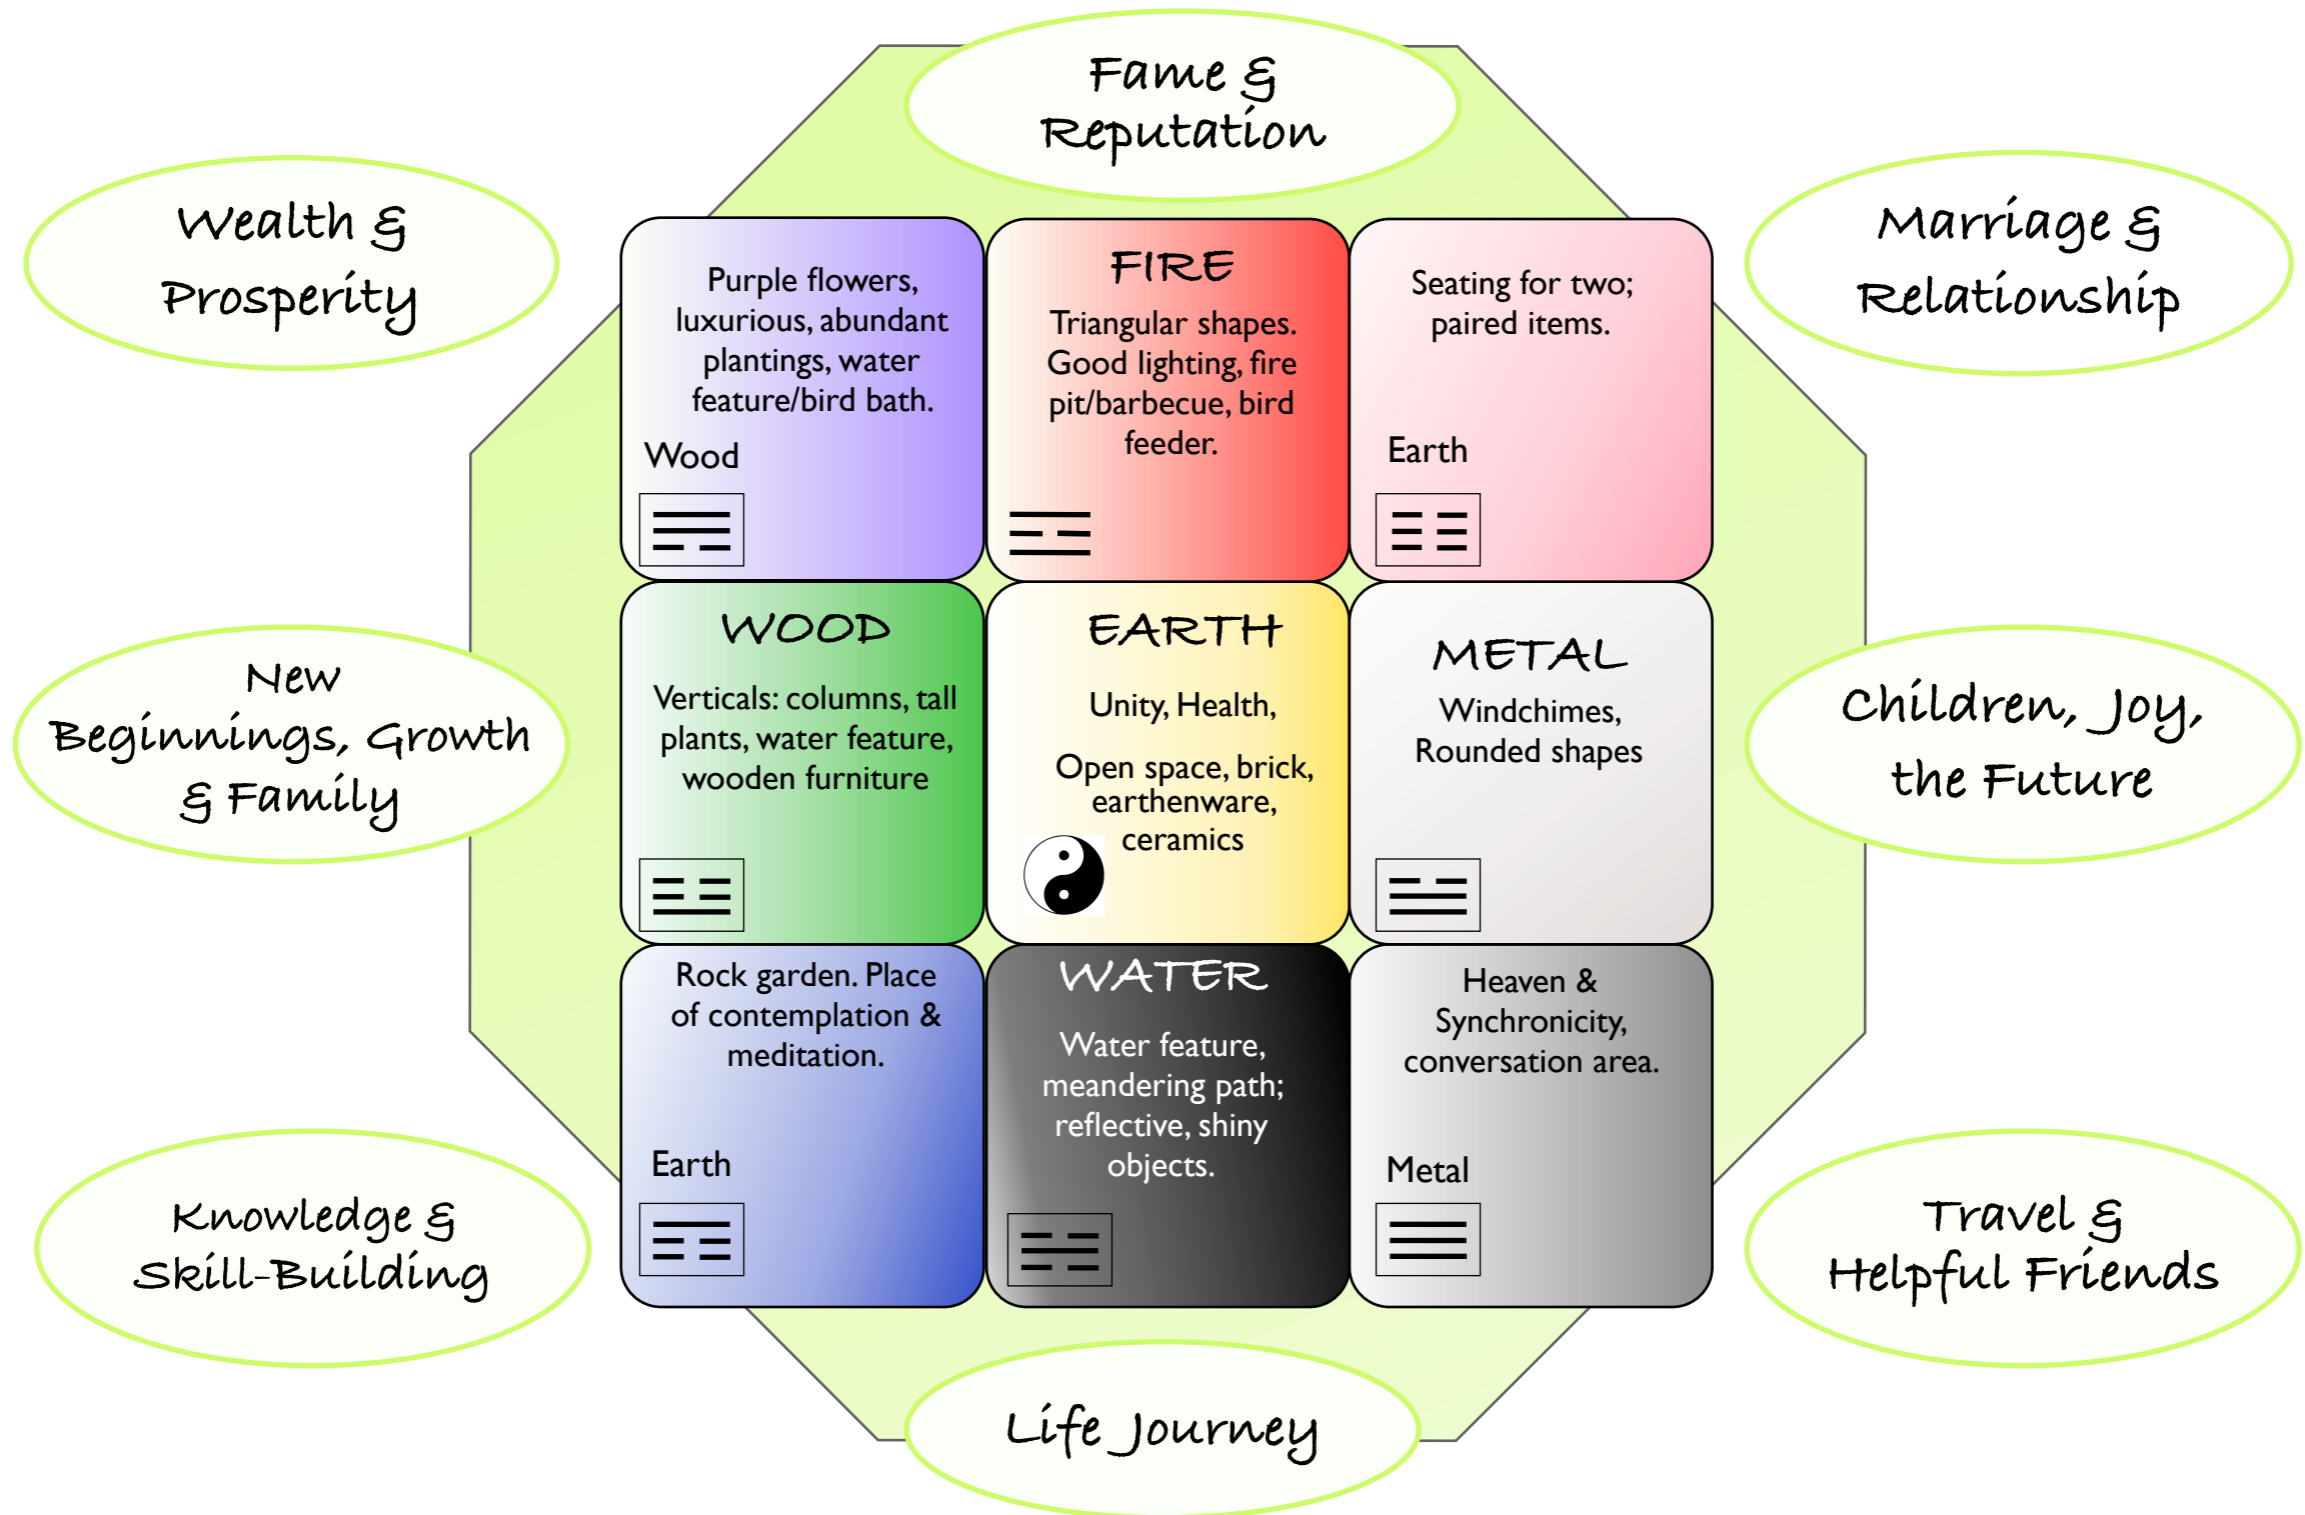 Fame &
Reputation
Wealth &
Prosperity
Marriage &
Relationship
Purple flowers,
luxurious, abundant
plantings, water
feature/bird bath.
Wood
FIRE
Triangular shapes.
Good lighting, fire
pit/barbecue, bird
feeder.
Seating for two;
paired items.
Earth
New
Beginnings, Growth
& Family
WOOD
Verticals: columns, tall
plants, water feature,
wooden furniture
EARTH
Unity, Health,
Open space, brick,
earthenware,
ceramics
METAL
Windchimes,
Rounded shapes
Children, Joy,
the Future
Rock garden. Place
of contemplation &
meditation.
Earth
WATER
Water feature,
meandering path;
reflective, shiny
objects.
Heaven &
Synchronicity,
conversation area.
Metal
Knowledge &
Skill-Building
Travel &
Helpful Friends
Life Journey